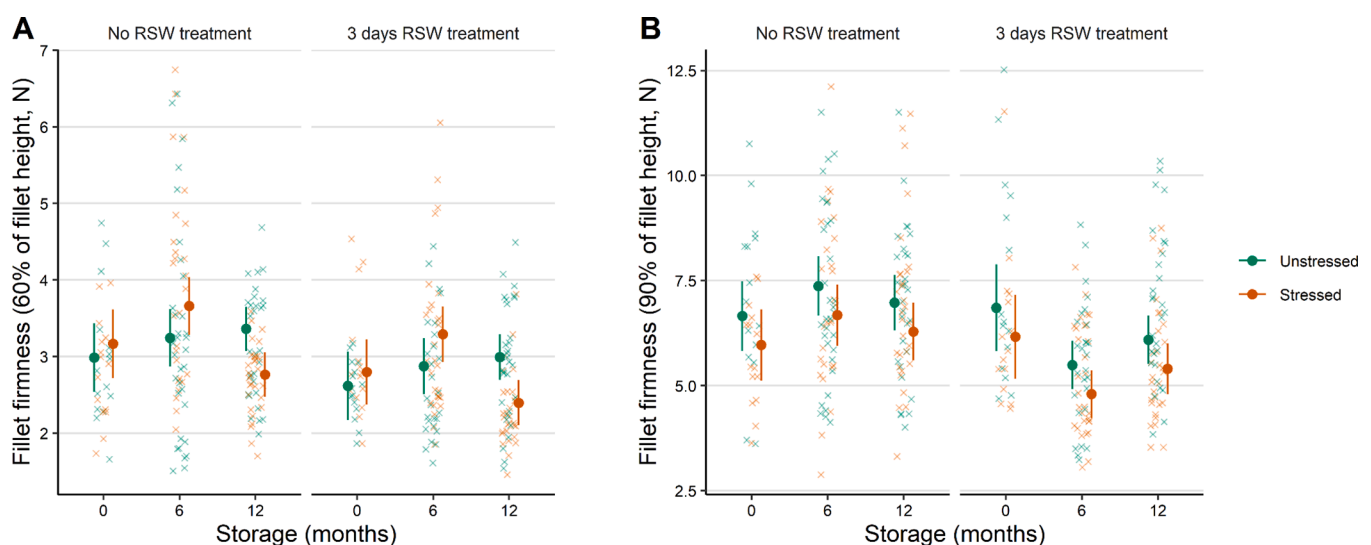 A
No RSW treatment
3 days RSW treatment
Fillet firmness (60% of fillet height, N)
7
6
5
4
3
2
0
6
12
0
6
12
Storage (months)
B
No RSW treatment
3 days RSW treatment
Fillet firmness (90% of fillet height, N)
12.5
10.0
7.5
5.0
2.5
0
6
12
0
6
12
Storage (months)
Unstressed
Stressed